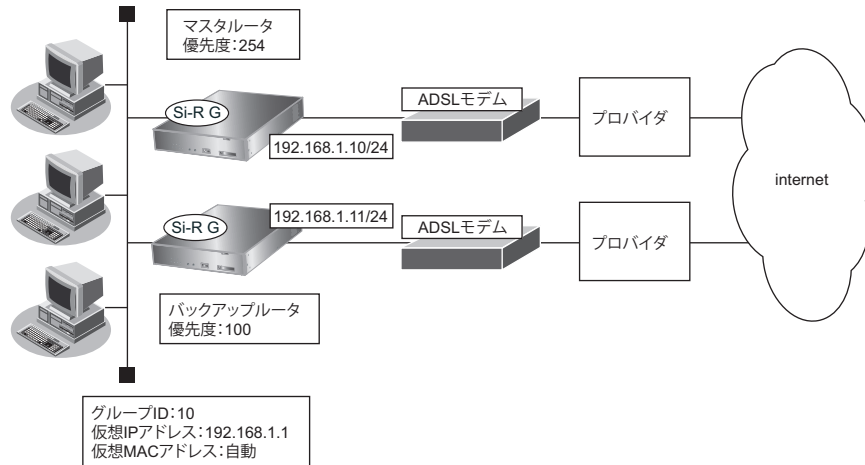 マスタルータ
優先度：254
Si-R G
192.168.1.10/24
ADSLモデム
プロバイダ
internet
Si-R G
192.168.1.11/24
ADSLモデム
プロバイダ
バックアップルータ
優先度：100
グループID：10
仮想IPアドレス：192.168.1.1
仮想MACアドレス：自動